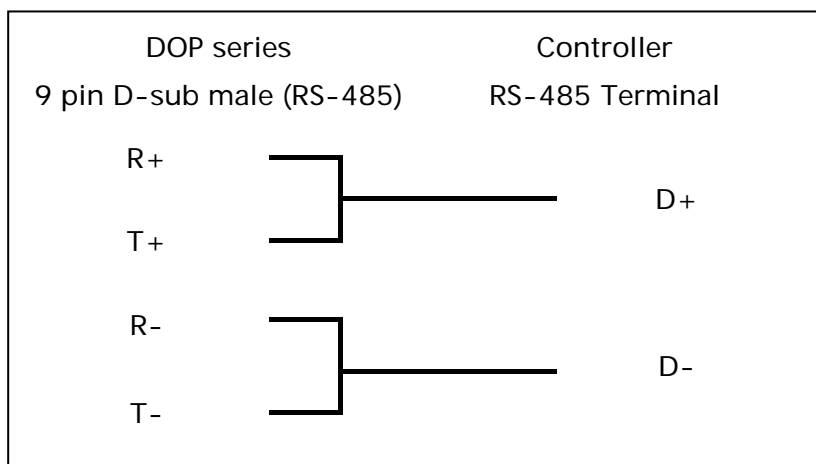 DOP series Controller
9 pin D-sub male (RS-485) RS-485 Terminal
R+
D+
T+
R-
D-
T-